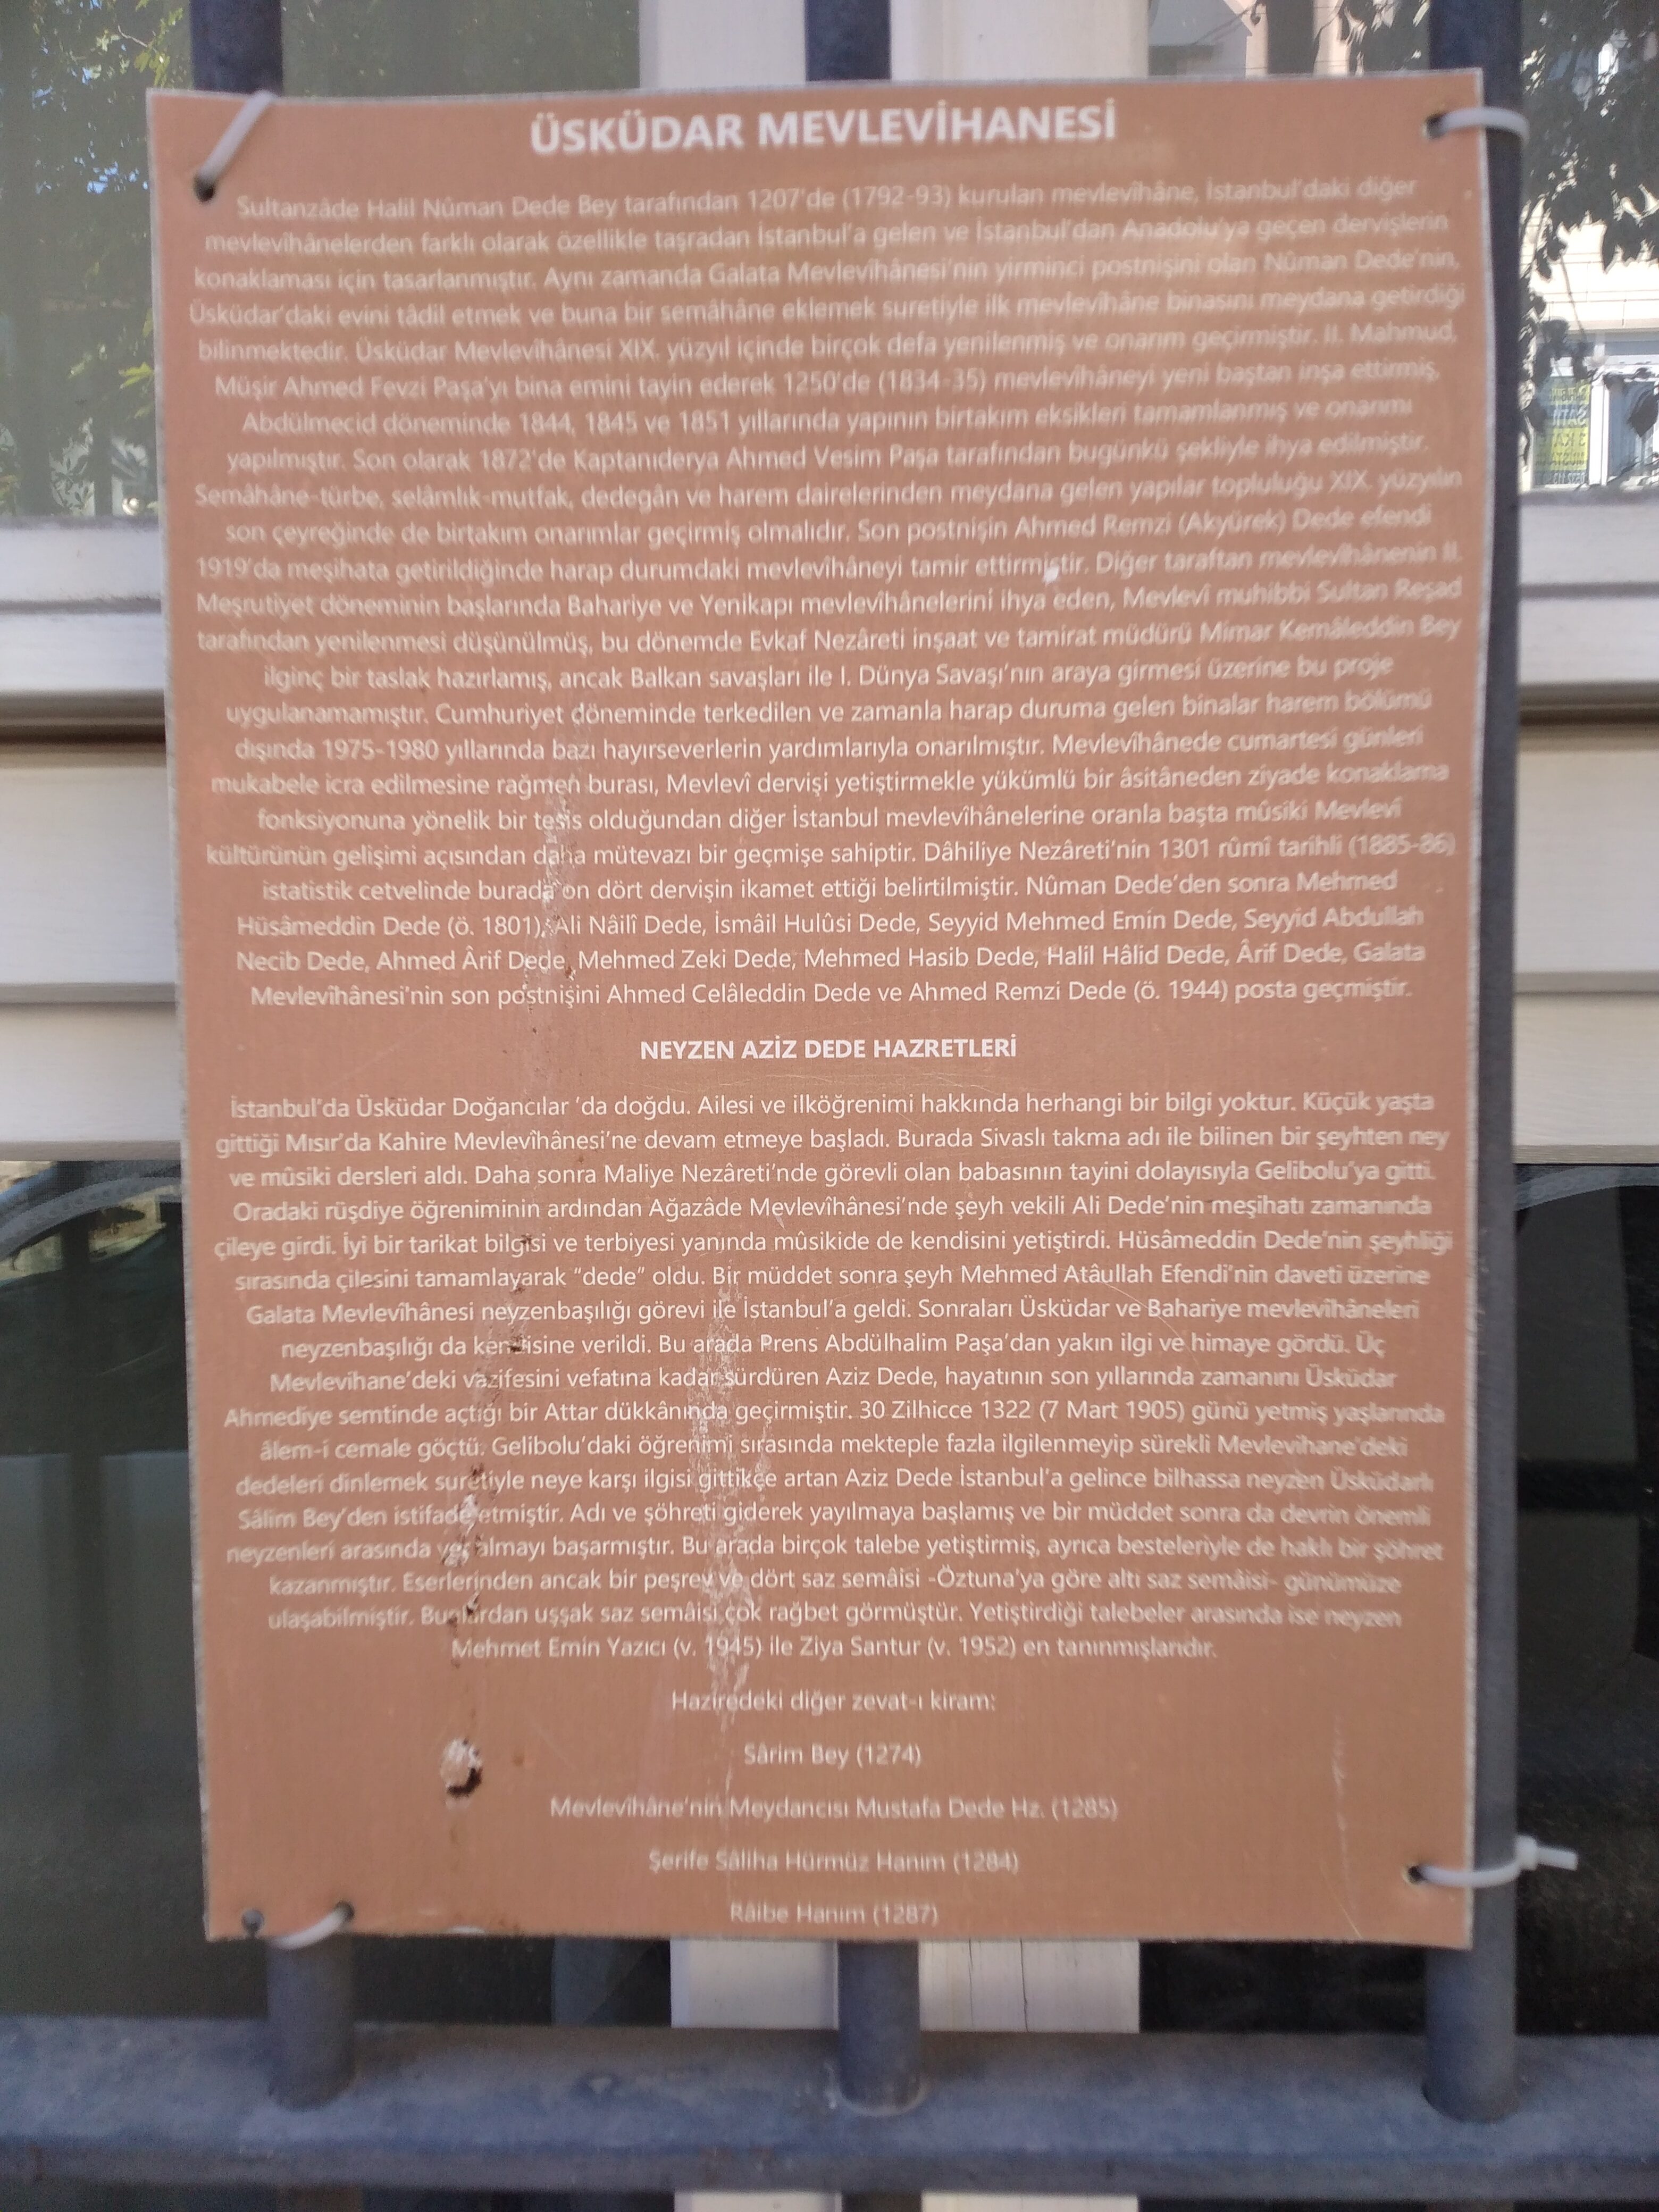 ÜSKÜDAR MEVLEVİHANESİ
Sultanzâde Halil Nûman Dede Bey tarafından 1207'de (1792-93) kurulan mevlevîhâne, İstanbul'daki diğer
mevlevîhânelerden farklı olarak özellikle taşradan İstanbul'a gelen ve İstanbul'dan Anadolu'ya geçen dervişlerin
konaklaması için tasarlanmıştır. Aynı zamanda Galata Mevlevîhânesi'nin yirminci postnişini olan Nûman Dede'nin,
Üsküdar'daki evini tâdil etmek ve buna bir semâhâne eklemek suretiyle ilk mevlevîhâne binasını meydana getirdiği
bilinmektedir. Üsküdar Mevlevîhânesi XIX. yüzyıl içinde birçok defa yenilenmiş ve onarım geçirmiştir. II. Mahmud,
Müşir Ahmed Fevzi Paşa'yı bina emini tayin ederek 1250'de (1834-35) mevlevîhâneyi yeni baştan inşa ettirmiş,
Abdülmecid döneminde 1844, 1845 ve 1851 yıllarında yapının birtakım eksikleri tamamlanmış ve onarımı
yapılmıştır. Son olarak 1872'de Kaptanıderya Ahmed Vesim Paşa tarafından bugünkü şekliyle ihya edilmiştir.
Semâhâne-türbe, selâmlık-mutfak, dedegân ve harem dairelerinden meydana gelen yapılar topluluğu XIX. yüzyılın
son çeyreğinde de birtakım onarımlar geçirmiş olmalıdır. Son postnişin Ahmed Remzi (Akyürek) Dede efendi
1919'da meşihata getirildiğinde harap durumdaki mevlevîhâneyi tamir ettirmiştir. Diğer taraftan mevlevîhânenin II.
Meşrutiyet döneminin başlarında Bahariye ve Yenikapı mevlevîhânelerini ihya eden, Mevlevî muhibbi Sultan Reşad
tarafından yenilenmesi düşünülmüş, bu dönemde Evkaf Nezâreti inşaat ve tamirat müdürü Mimar Kemâleddin Bey
ilginç bir taslak hazırlamış, ancak Balkan savaşları ile I. Dünya Savaşı'nın araya girmesi üzerine bu proje
uygulanamamıştır. Cumhuriyet döneminde terkedilen ve zamanla harap duruma gelen binalar harem bölümü
dışında 1975-1980 yıllarında bazı hayırseverlerin yardımlarıyla onarılmıştır. Mevlevîhânede cumartesi günleri
mukabele icra edilmesine rağmen burası, Mevlevî dervişi yetiştirmekle yükümlü bir âsitâneden ziyade konaklama
fonksiyonuna yönelik bir tesis olduğundan diğer İstanbul mevlevîhânelerine oranla başta mûsiki Mevlevî
kültürünün gelişimi açısından daha mütevazı bir geçmişe sahiptir. Dâhiliye Nezâreti'nin 1301 rûmî tarihli (1885-86)
istatistik cetvelinde burada on dört dervişin ikamet ettiği belirtilmiştir. Nûman Dede'den sonra Mehmed
Hüsâmeddin Dede (ö. 1801), Ali Nâilî Dede, İsmâil Hulûsi Dede, Seyyid Mehmed Emin Dede, Seyyid Abdullah
Necib Dede, Ahmed Ârif Dede, Mehmed Zeki Dede, Mehmed Hasib Dede, Halil Hâlid Dede, Ârif Dede, Galata
Mevlevîhânesi'nin son postnişini Ahmed Celâleddin Dede ve Ahmed Remzi Dede (ö. 1944) posta geçmiştir.
NEYZEN AZİZ DEDE HAZRETLERİ
İstanbul'da Üsküdar Doğancılar 'da doğdu. Ailesi ve ilköğrenimi hakkında herhangi bir bilgi yoktur. Küçük yaşta
gittiği Mısır'da Kahire Mevlevîhânesi'ne devam etmeye başladı. Burada Sivaslı takma adı ile bilinen bir şeyhten ney
ve mûsiki dersleri aldı. Daha sonra Maliye Nezâreti'nde görevli olan babasının tayini dolayısıyla Gelibolu'ya gitti.
Oradaki rüşdiye öğreniminin ardından Ağazâde Mevlevîhânesi'nde şeyh vekili Ali Dede'nin meşihatı zamanında
çileye girdi. İyi bir tarikat bilgisi ve terbiyesi yanında mûsikide de kendisini yetiştirdi. Hüsâmeddin Dede'nin şeyhliği
sırasında çilesini tamamlayarak "dede" oldu. Bir müddet sonra şeyh Mehmed Atâullah Efendi'nin daveti üzerine
Galata Mevlevîhânesi neyzenbaşılığı görevi ile İstanbul'a geldi. Sonraları Üsküdar ve Bahariye mevlevîhâneleri
neyzenbaşılığı da kendisine verildi. Bu arada Prens Abdülhalim Paşa'dan yakın ilgi ve himaye gördü. Üç
Mevlevihane'deki vazifesini vefatına kadar sürdüren Aziz Dede, hayatının son yıllarında zamanını Üsküdar
Ahmediye semtinde açtığı bir Attar dükkânında geçirmiştir. 30 Zilhicce 1322 (7 Mart 1905) günü yetmiş yaşlarında
âlem-i cemale göçtü. Gelibolu'daki öğrenimi sırasında mekteple fazla ilgilenmeyip sürekli Mevlevihane'deki
dedeleri dinlemek suretiyle neye karşı ilgisi gittikçe artan Aziz Dede İstanbul'a gelince bilhassa neyzen Üsküdarlı
Sâlim Bey'den istifade etmiştir. Adı ve şöhreti giderek yayılmaya başlamış ve bir müddet sonra da devrin önemli
neyzenleri arasında yer almayı başarmıştır. Bu arada birçok talebe yetiştirmiş, ayrıca besteleriyle de haklı bir şöhret
kazanmıştır. Eserlerinden ancak bir peşrev ve dört saz semâisi -Öztuna'ya göre altı saz semâisi- günümüze
ulaşabilmiştir. Bunlardan uşşak saz semâisi çok rağbet görmüştür. Yetiştirdiği talebeler arasında ise neyzen
Mehmet Emin Yazıcı (v. 1945) ile Ziya Santur (v. 1952) en tanınmışlarıdır.
Haziredeki diğer zevat-ı kiram:
Sârim Bey (1274)
Mevlevîhâne'nin Meydancısı Mustafa Dede Hz. (1285)
Şerife Sâliha Hürmüz Hanım (1284)
Râibe Hanım (1287)